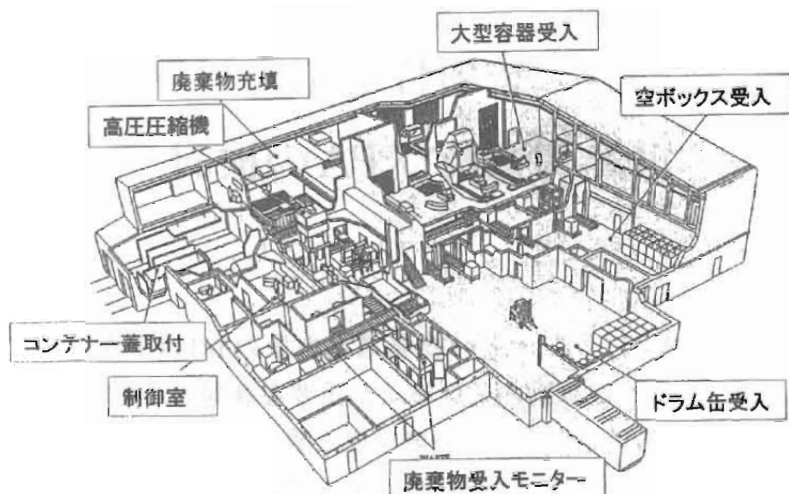 大型容器受入
廃棄物充填
空ボックス受入
高圧圧縮機
コンテナー蓋取付
制御室
ドラム缶受入
廃棄物受入モニター